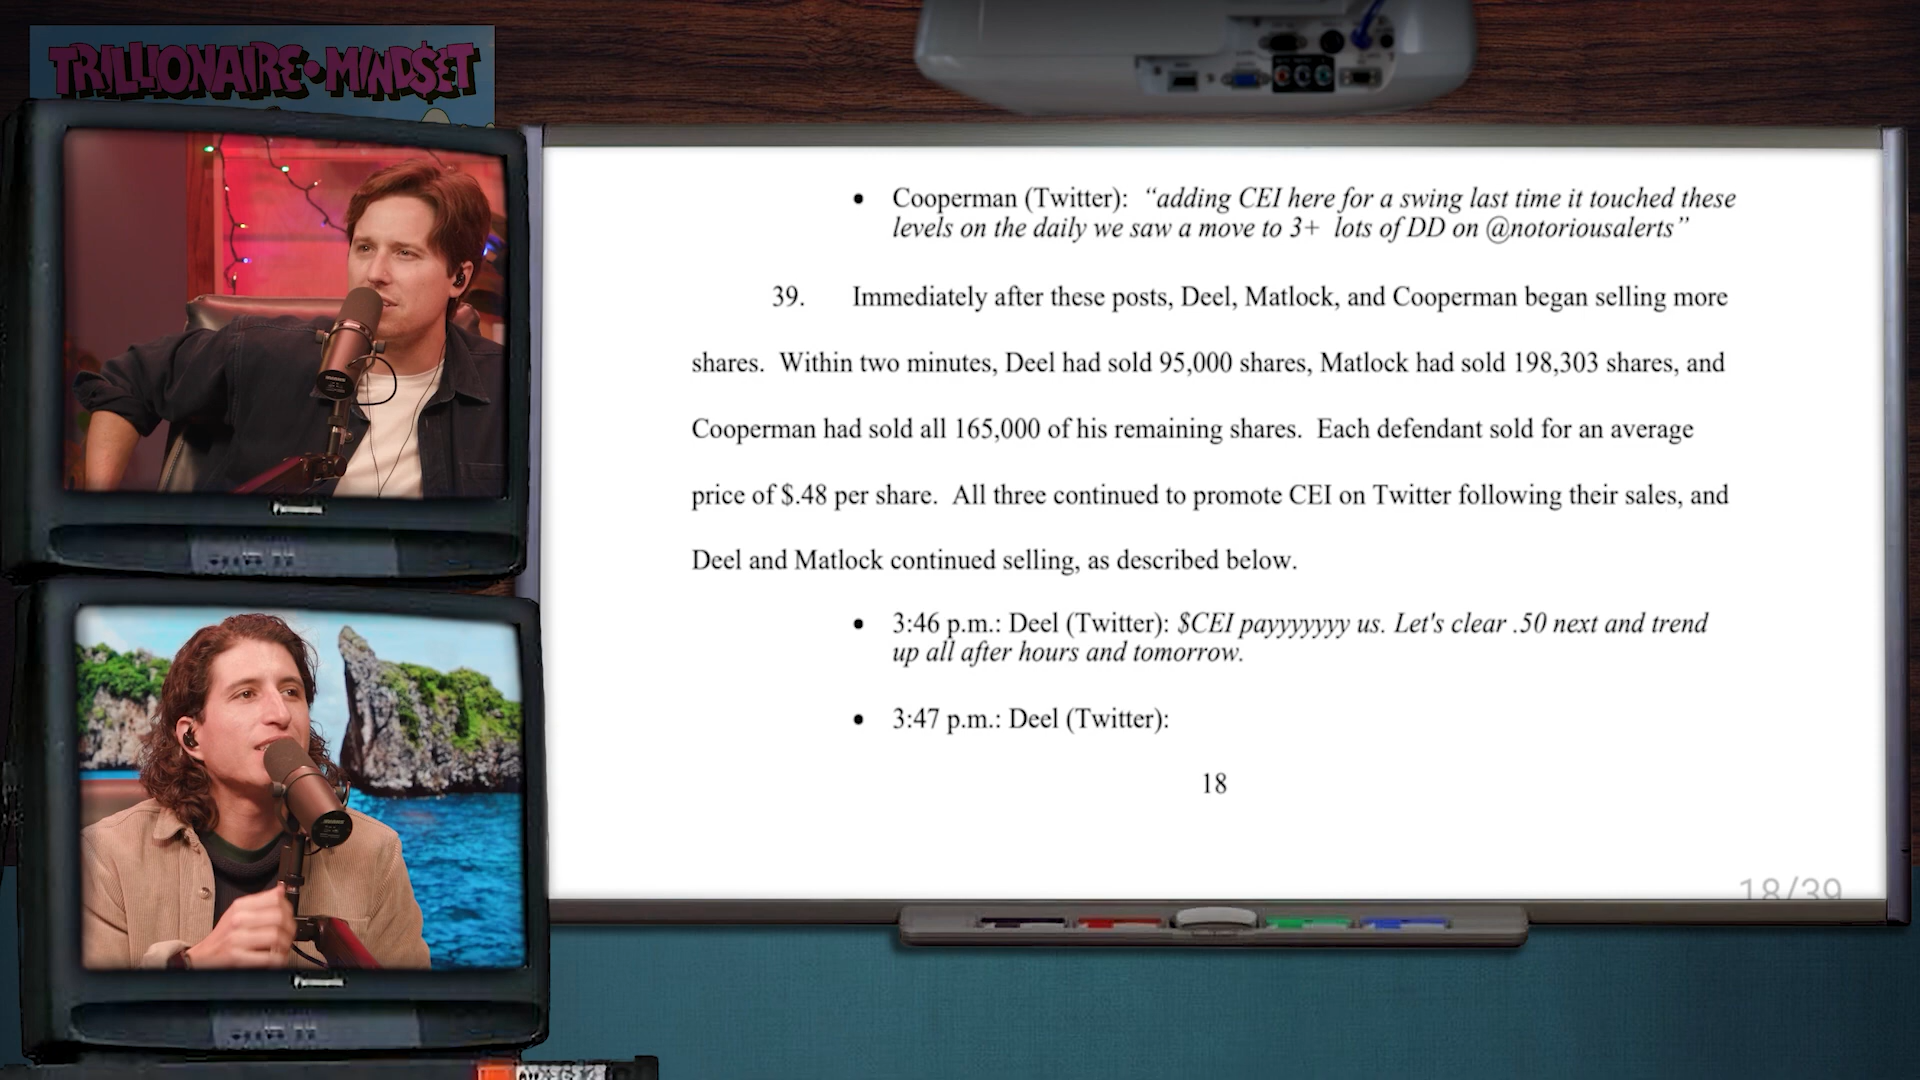 TRILLIONAIRE • MIND$ET
• Cooperman (Twitter): “adding CEI here for a swing last time it touched these
levels on the daily we saw a move to 3+ lots of DD on @notoriousalerts”
39. Immediately after these posts, Deel, Matlock, and Cooperman began selling more
shares. Within two minutes, Deel had sold 95,000 shares, Matlock had sold 198,303 shares, and
Cooperman had sold all 165,000 of his remaining shares. Each defendant sold for an average
price of $.48 per share. All three continued to promote CEI on Twitter following their sales, and
Deel and Matlock continued selling, as described below.
• 3:46 p.m.: Deel (Twitter): $CEI payyyyyyy us. Let's clear .50 next and trend
up all after hours and tomorrow.
• 3:47 p.m.: Deel (Twitter):
18
18/39